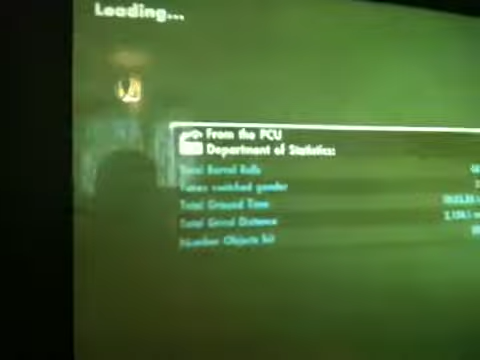 Loading...
From the PCU
Department of Statistics:
Total Barrel Rolls
Times switched gender
Total Ground Time
Total Grind Distance
Number Objects hit